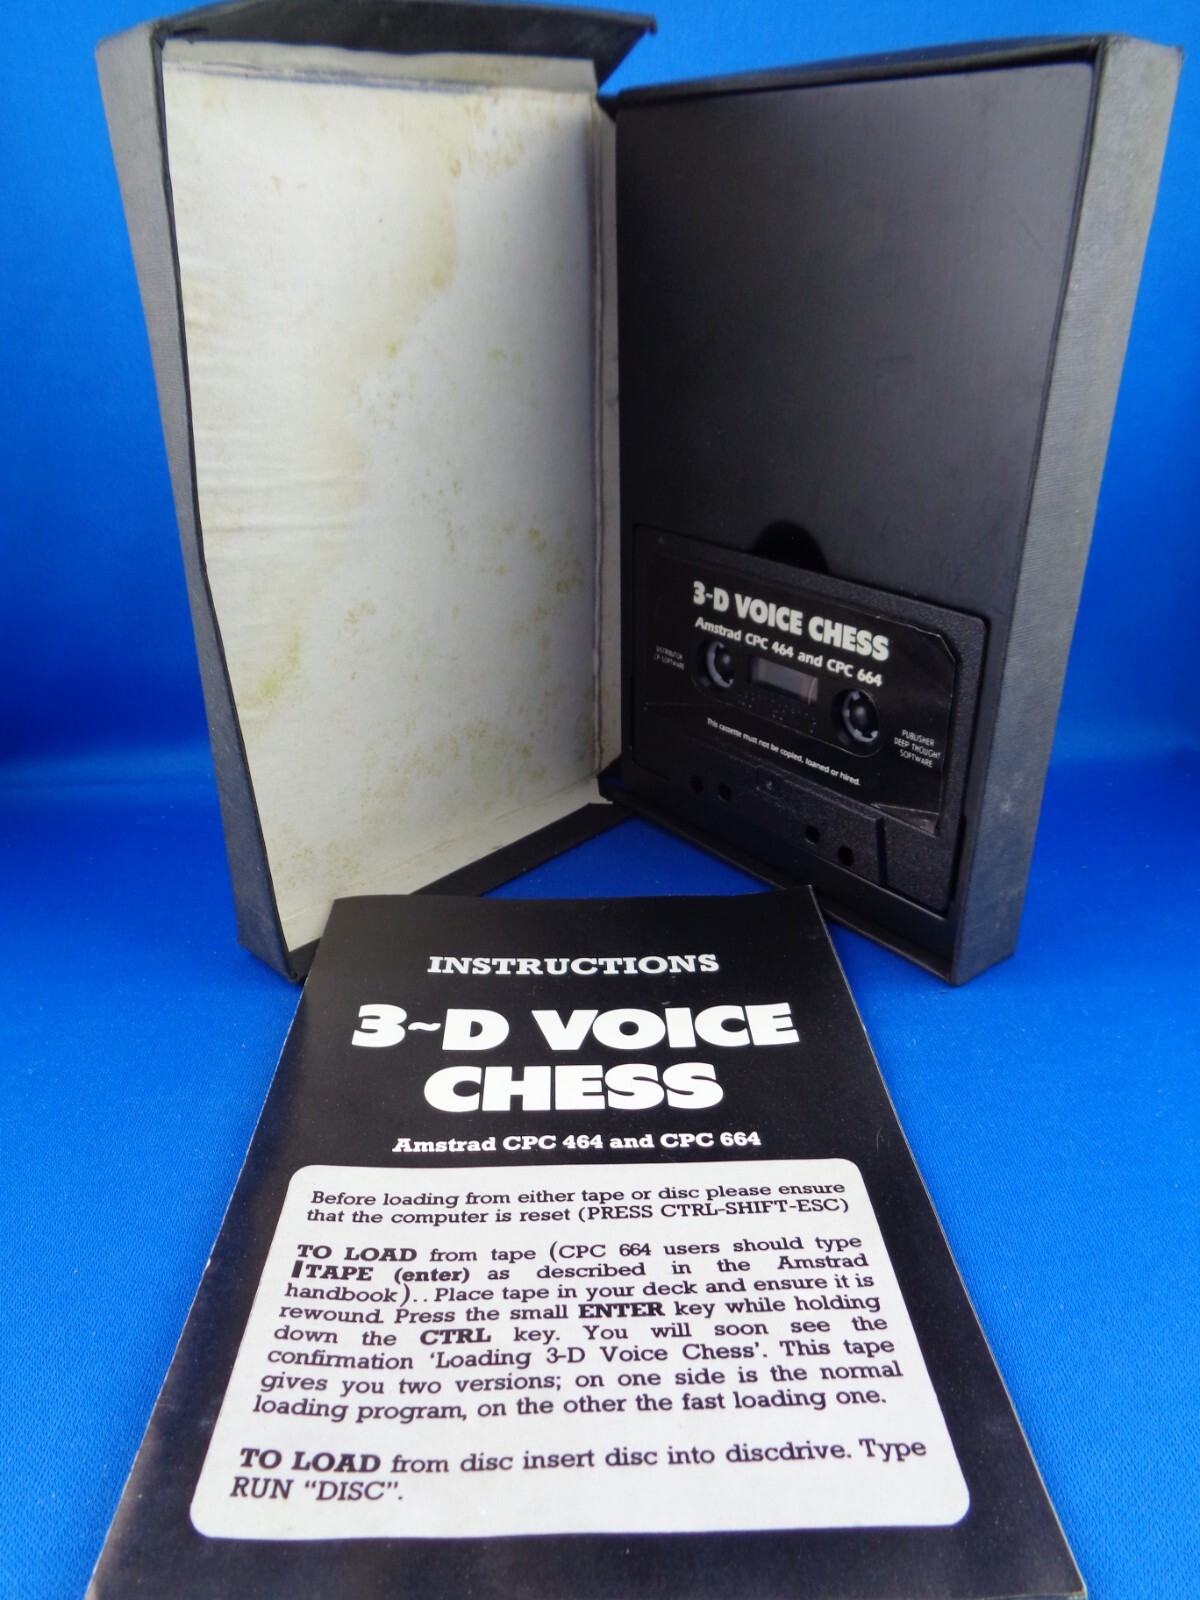 3-D VOICE CHESS
Amstrad CPC 464 and CPC 664
DISTRIBUTOR
CP SOFTWARE
PUBLISHER
DEEP THOUGHT
SOFTWARE
This cassette must not be copied, loaned or hired.
INSTRUCTIONS
3~D VOICE
CHESS
Amstrad CPC 464 and CPC 664
Before loading from either tape or disc please ensure
that the computer is reset (PRESS CTRL-SHIFT-ESC)
TO LOAD from tape (CPC 664 users should type
|TAPE (enter) as described in the Amstrad
handbook).. Place tape in your deck and ensure it is
rewound. Press the small ENTER key while holding
down the CTRL key. You will soon see the
confirmation ‘Loading 3-D Voice Chess’. This tape
gives you two versions; on one side is the normal
loading program, on the other the fast loading one.
TO LOAD from disc insert disc into discdrive. Type
RUN “DISC”.